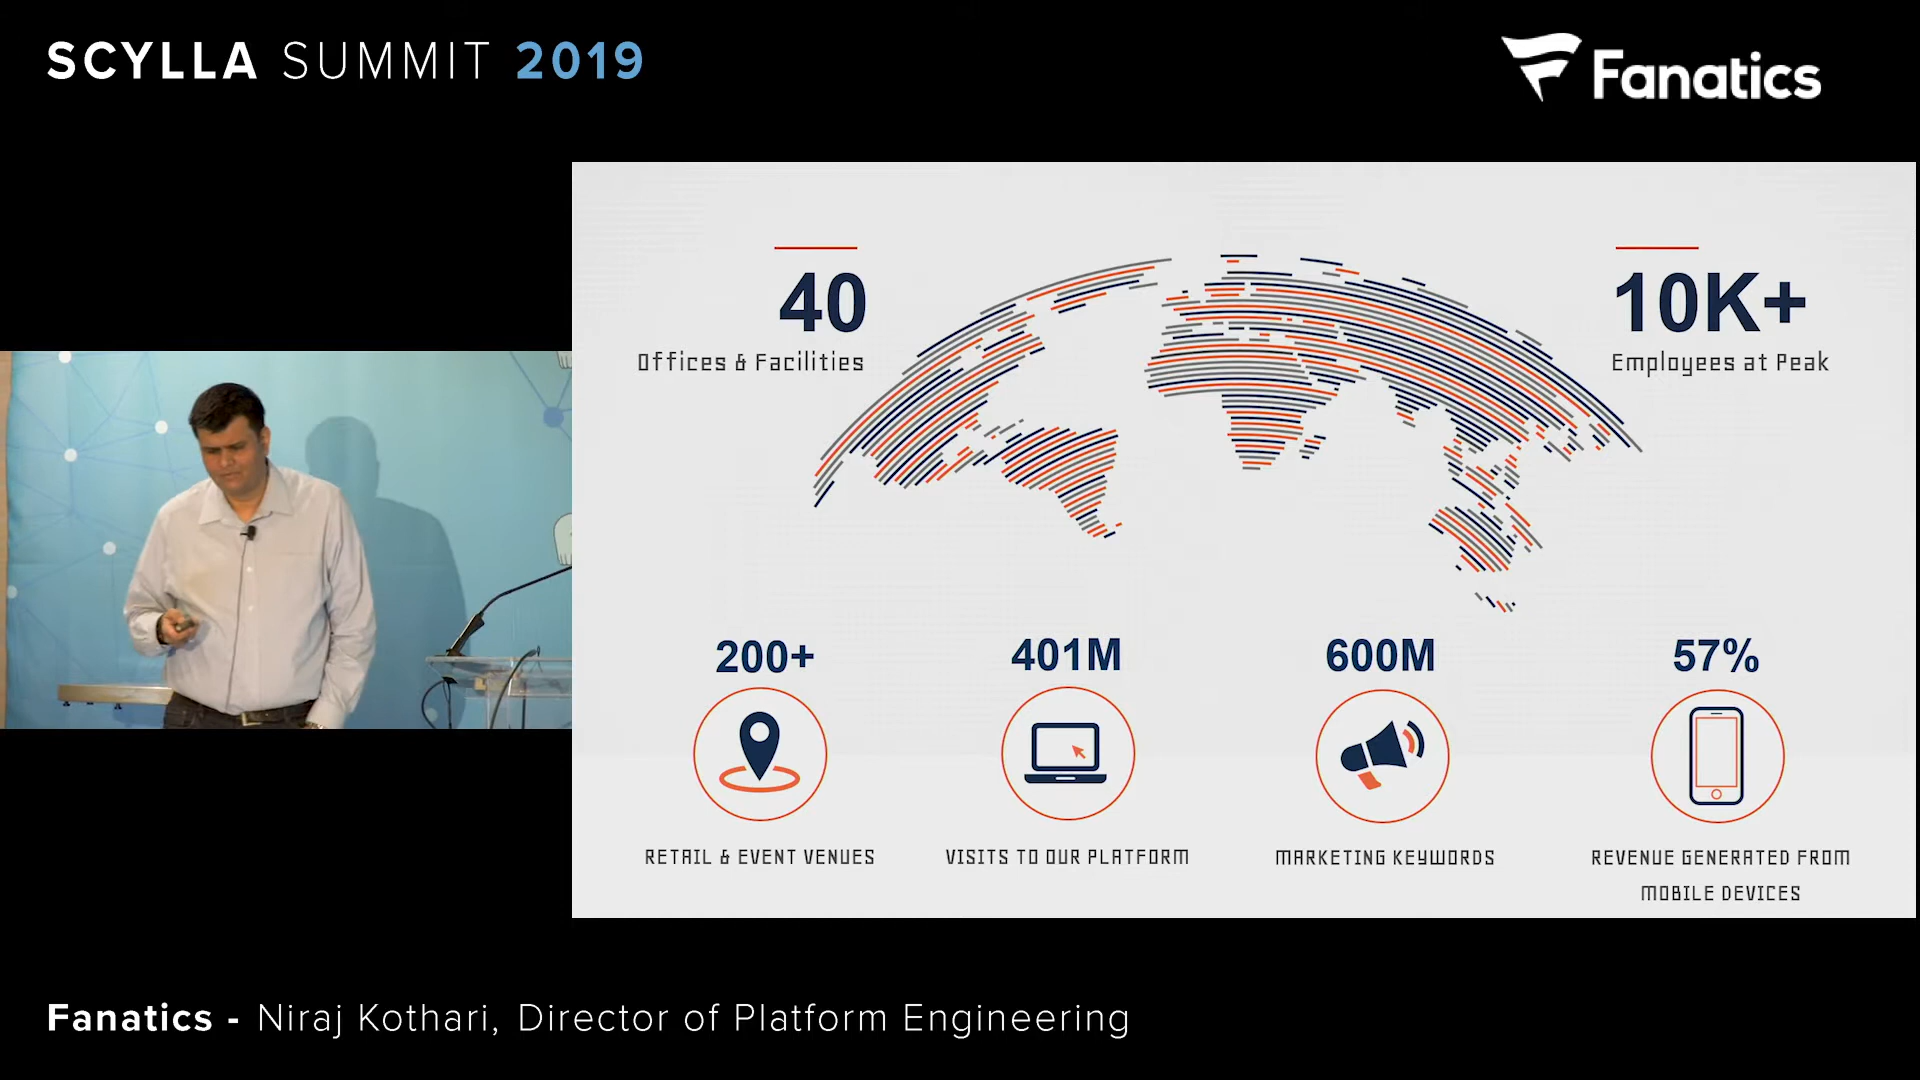 SCYLLA SUMMIT 2019
Fanatics
40
Offices & Facilities
10K+
Employees at Peak
200+
RETAIL & EVENT VENUES
401M
VISITS TO OUR PLATFORM
600M
MARKETING KEYWORDS
57%
REVENUE GENERATED FROM
MOBILE DEVICES
Fanatics - Niraj Kothari, Director of Platform Engineering